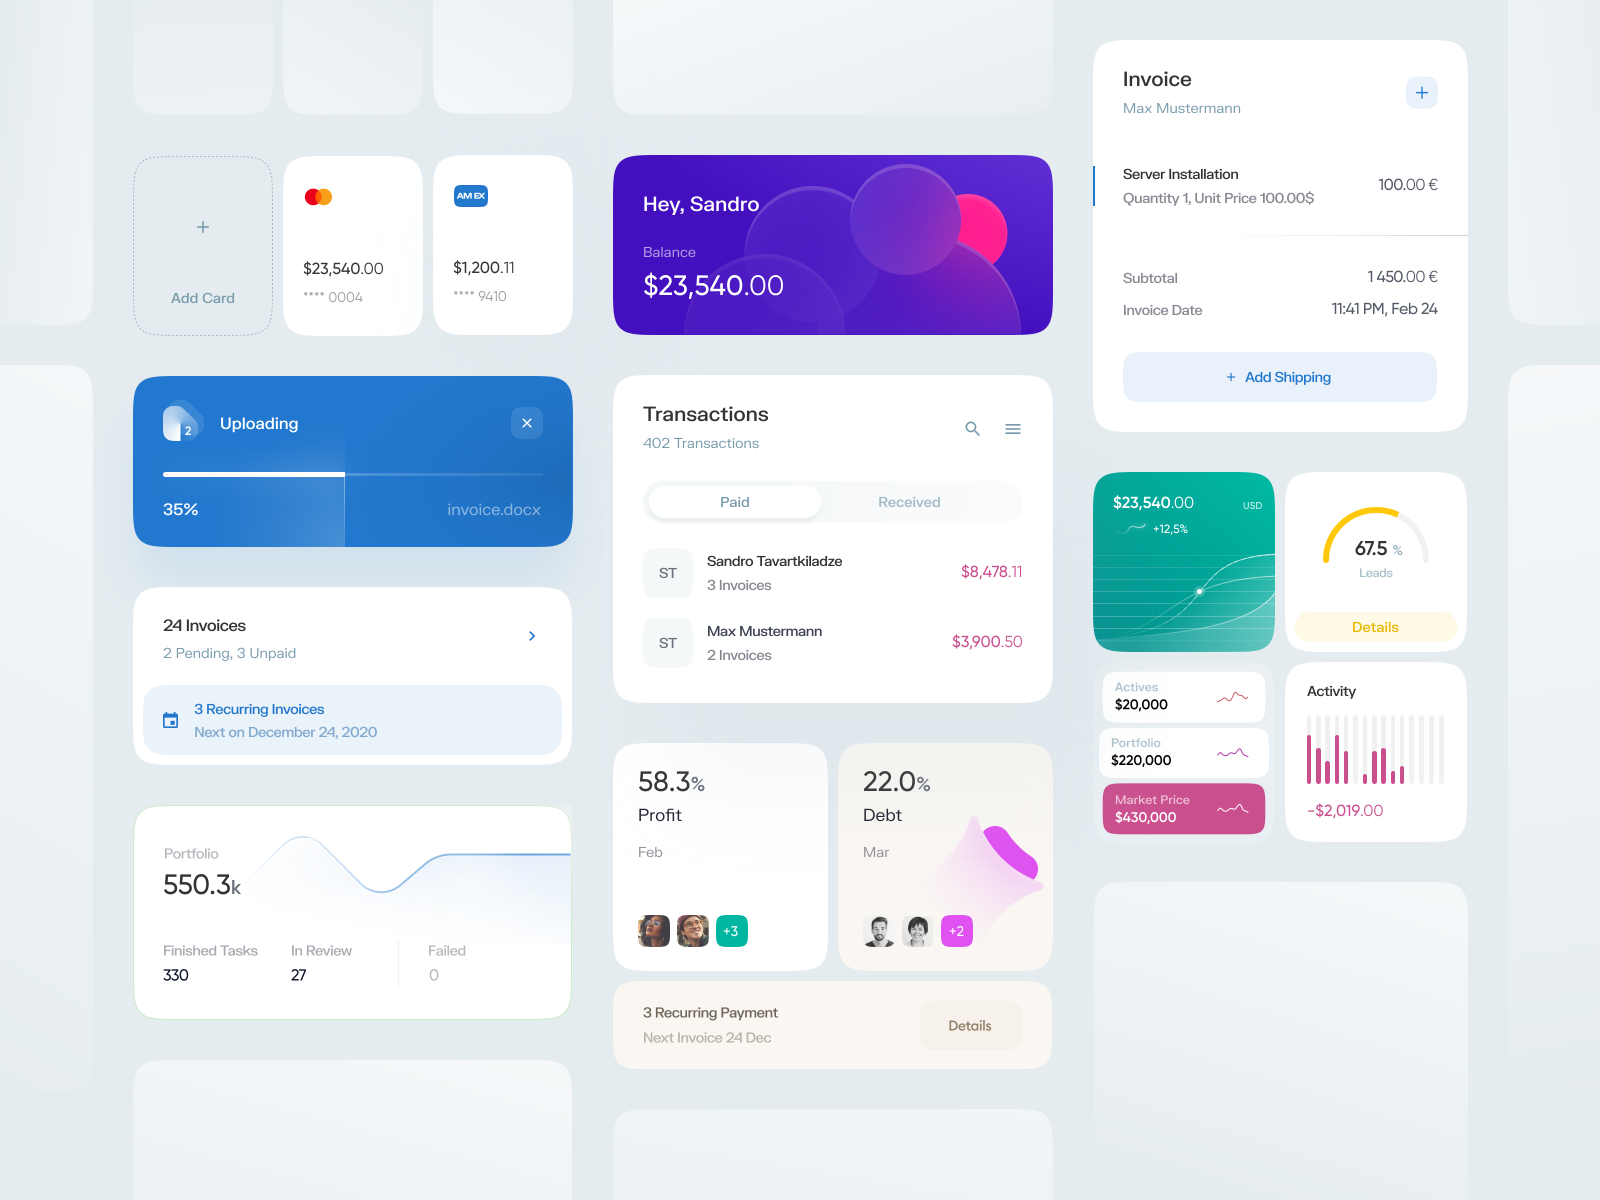 +
Add Card
$23,540.00
**** 0004
AM EX
$1,200.11
**** 9410
2
Uploading
35%
invoice.docx
24 Invoices
2 Pending, 3 Unpaid
3 Recurring Invoices
Next on December 24, 2020
Portfolio
550.3k
Finished Tasks
330
In Review
27
Failed
0
Hey, Sandro
Balance
$23,540.00
Transactions
402 Transactions
Paid
Received
ST
Sandro Tavartkiladze
3 Invoices
$8,478.11
ST
Max Mustermann
2 Invoices
$3,900.50
58.3%
Profit
Feb
+3
22.0%
Debt
Mar
+2
3 Recurring Payment
Next Invoice 24 Dec
Details
Invoice
Max Mustermann
+
Server Installation
Quantity 1, Unit Price 100.00$
100.00 €
Subtotal
1 450.00 €
Invoice Date
11:41 PM, Feb 24
+ Add Shipping
$23,540.00
USD
+12,5%
67.5 %
Leads
Details
Actives
$20,000
Portfolio
$220,000
Market Price
$430,000
Activity
-$2,019.00